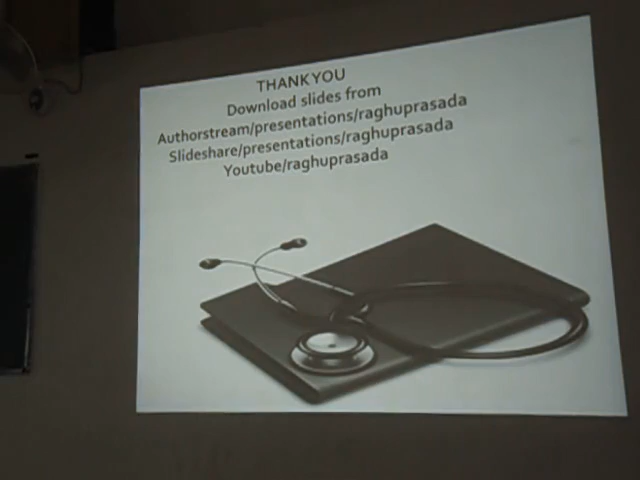 THANKYOU
Download slides from
Authorstream/presentations/raghuprasada
Slideshare/presentations/raghuprasada
Youtube/raghuprasada